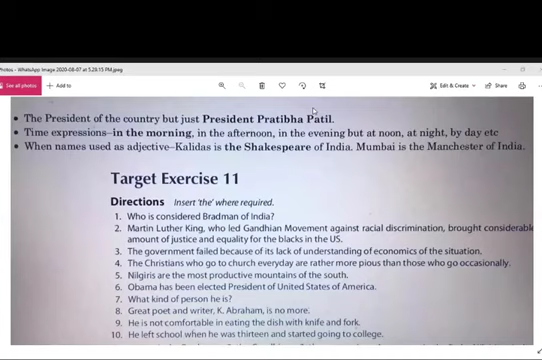 Photos - WhatsApp Image 2020-08-07 at 5.29.15 PM.jpeg
See all photos + Add to Edit & Create Share
• The President of the country but just President Pratibha Patil.
• Time expressions–in the morning, in the afternoon, in the evening but at noon, at night, by day etc
• When names used as adjective–Kalidas is the Shakespeare of India. Mumbai is the Manchester of India.
Target Exercise 11
Directions Insert 'the' where required.
1. Who is considered Bradman of India?
2. Martin Luther King, who led Gandhian Movement against racial discrimination, brought considerabl
amount of justice and equality for the blacks in the US.
3. The government failed because of its lack of understanding of economics of the situation.
4. The Christians who go to church everyday are rather more pious than those who go occasionally.
5. Nilgiris are the most productive mountains of the south.
6. Obama has been elected President of United States of America.
7. What kind of person he is?
8. Great poet and writer, K. Abraham, is no more.
9. He is not comfortable in eating the dish with knife and fork.
10. He left school when he was thirteen and started going to college.